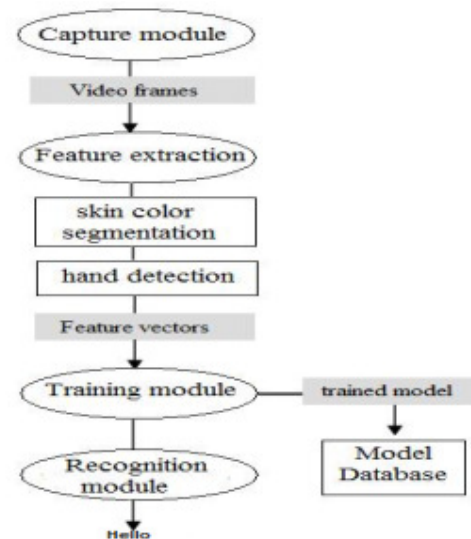 Capture module
Video frames
Feature extraction
skin color
segmentation
hand detection
Feature vectors
Training module
trained model
Recognition
module
Model
Database
Hello